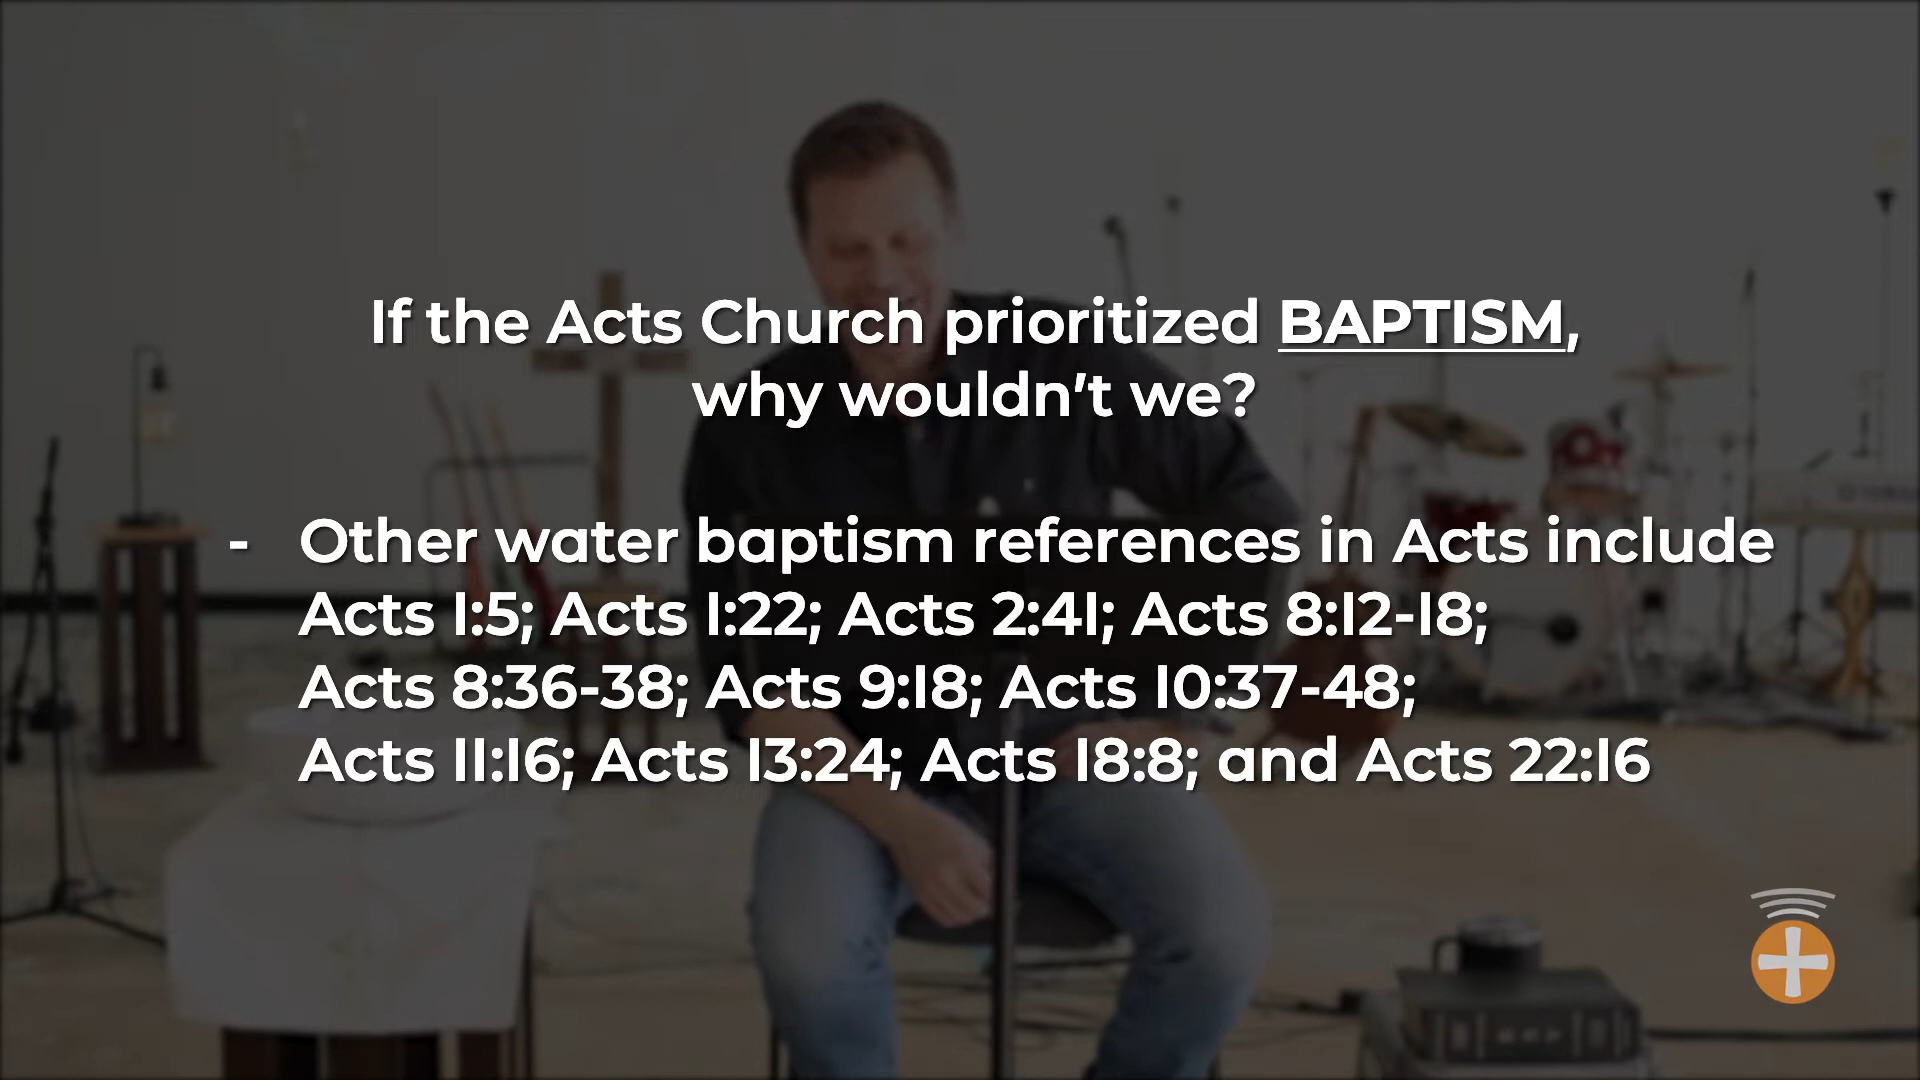 If the Acts Church prioritized BAPTISM,
why wouldn't we?
- Other water baptism references in Acts include
Acts 1:5; Acts 1:22; Acts 2:41; Acts 8:12-18;
Acts 8:36-38; Acts 9:18; Acts 10:37-48;
Acts 11:16; Acts 13:24; Acts 18:8; and Acts 22:16